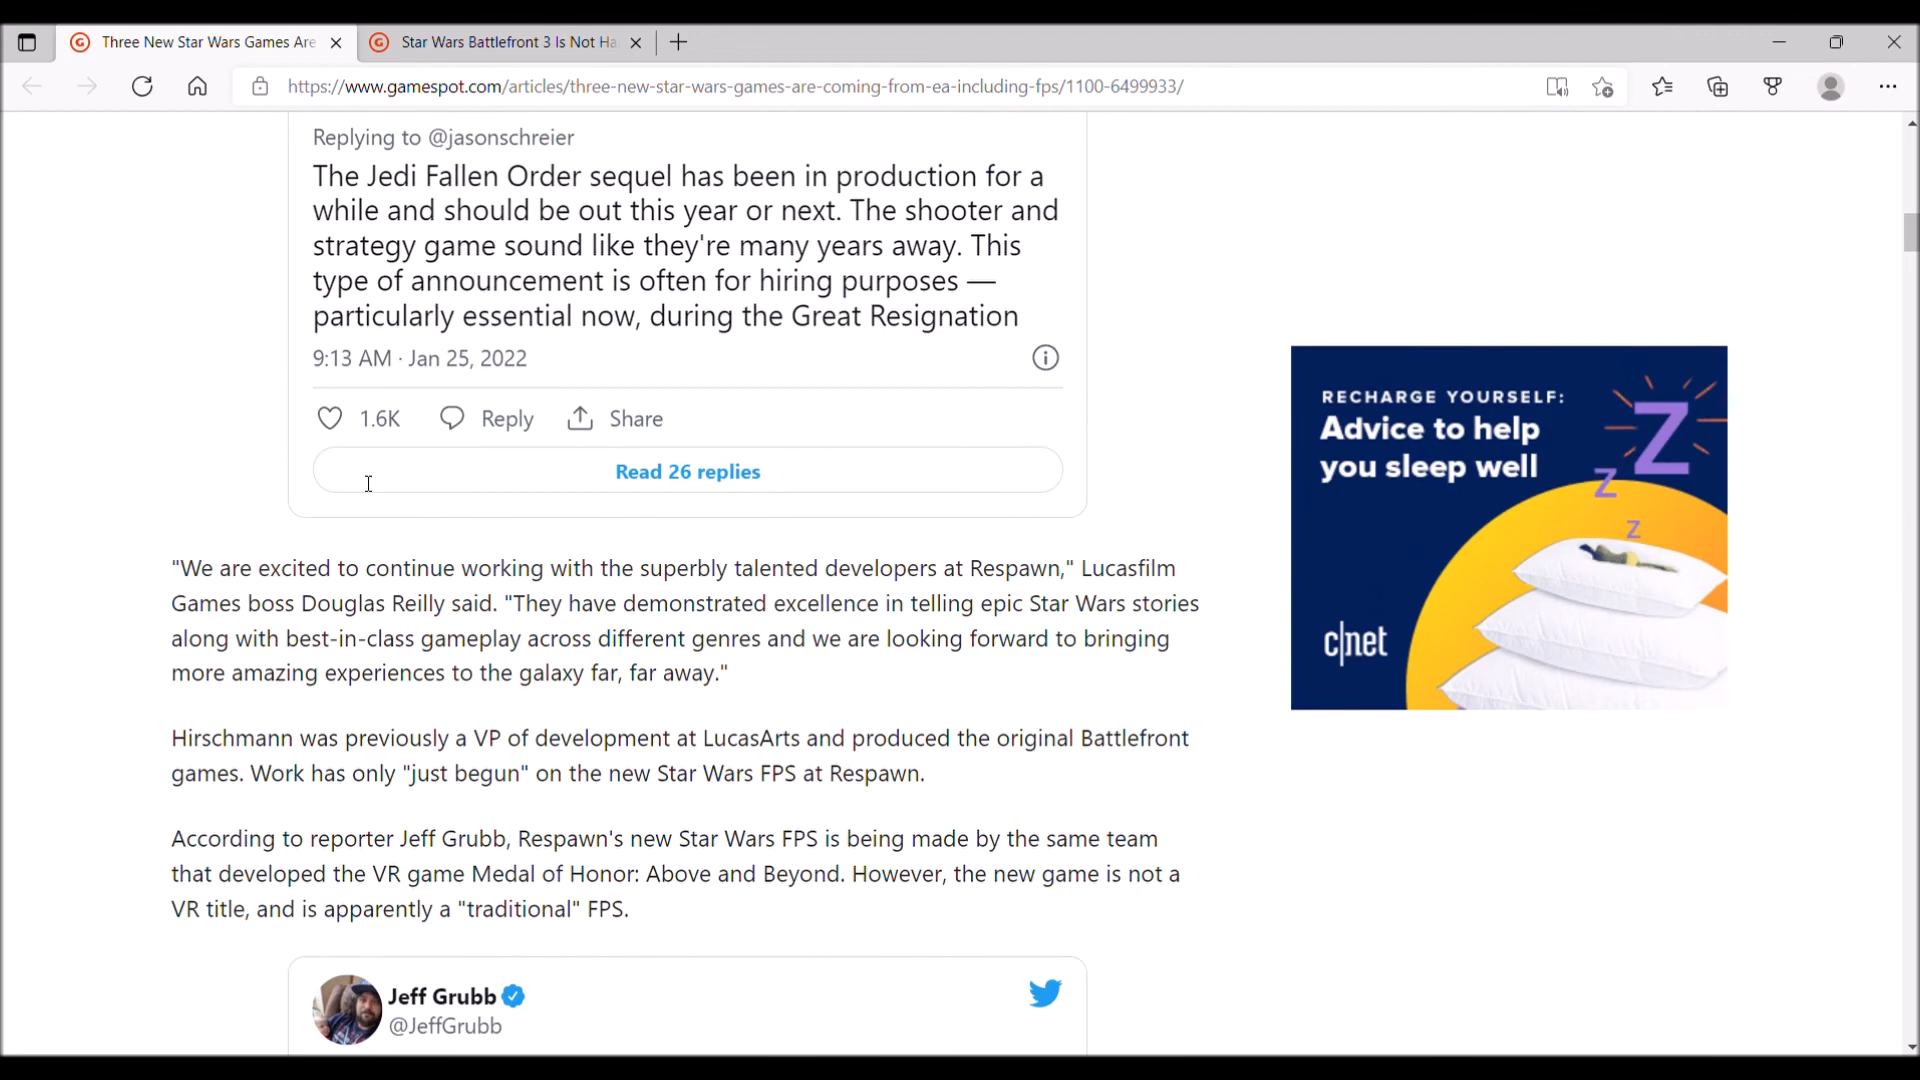 Three New Star Wars Games Are
Star Wars Battlefront 3 Is Not Ha
https://www.gamespot.com/articles/three-new-star-wars-games-are-coming-from-ea-including-fps/1100-6499933/
Replying to @jasonschreier
The Jedi Fallen Order sequel has been in production for a
while and should be out this year or next. The shooter and
strategy game sound like they're many years away. This
type of announcement is often for hiring purposes —
particularly essential now, during the Great Resignation
9:13 AM · Jan 25, 2022
1.6K Reply Share
Read 26 replies
RECHARGE YOURSELF:
Advice to help
you sleep well
Z
Z
Z
c|net
"We are excited to continue working with the superbly talented developers at Respawn," Lucasfilm
Games boss Douglas Reilly said. "They have demonstrated excellence in telling epic Star Wars stories
along with best-in-class gameplay across different genres and we are looking forward to bringing
more amazing experiences to the galaxy far, far away."
Hirschmann was previously a VP of development at LucasArts and produced the original Battlefront
games. Work has only "just begun" on the new Star Wars FPS at Respawn.
According to reporter Jeff Grubb, Respawn's new Star Wars FPS is being made by the same team
that developed the VR game Medal of Honor: Above and Beyond. However, the new game is not a
VR title, and is apparently a "traditional" FPS.
Jeff Grubb
@JeffGrubb